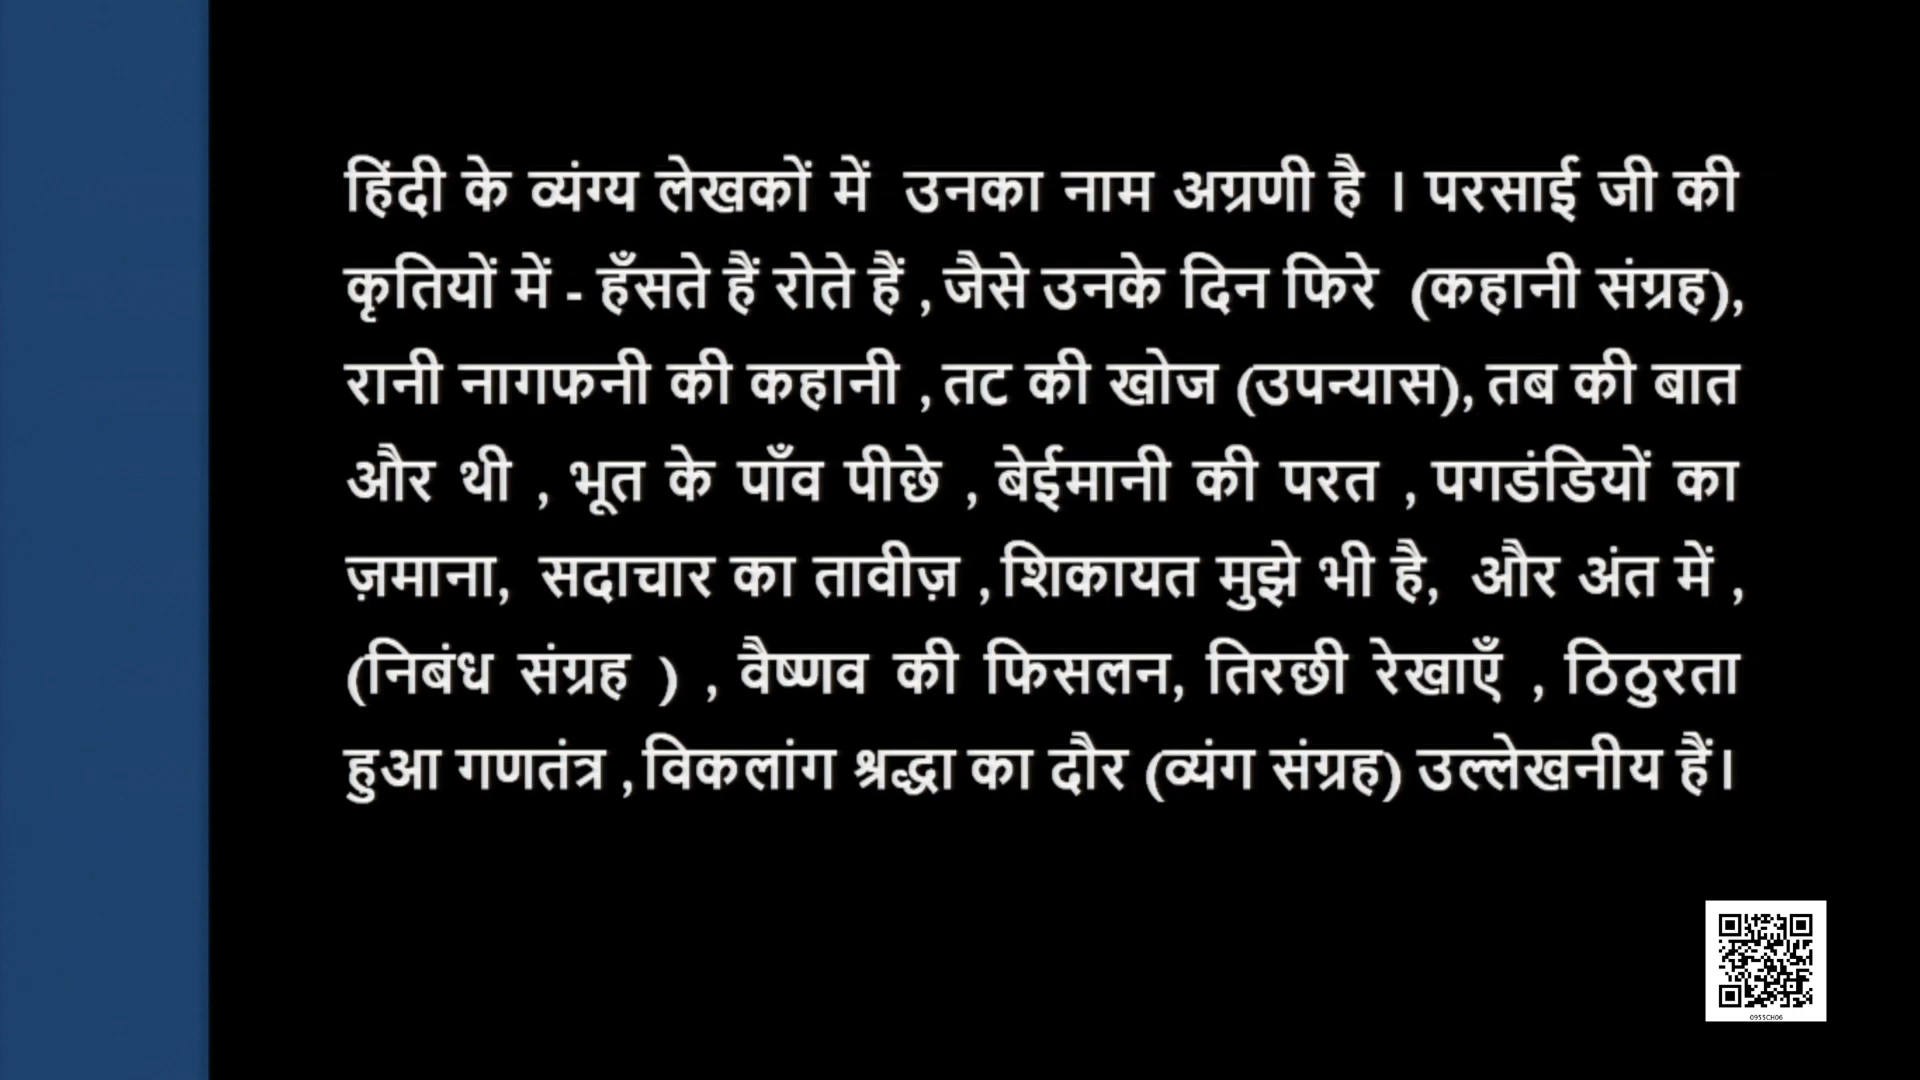 हिंदी के व्यंग्य लेखकों में उनका नाम अग्रणी है । परसाई जी की
कृतियों में - हँसते हैं रोते हैं , जैसे उनके दिन फिरे (कहानी संग्रह),
रानी नागफनी की कहानी , तट की खोज (उपन्यास), तब की बात
और थी , भूत के पाँव पीछे , बेईमानी की परत , पगडंडियों का
ज़माना, सदाचार का तावीज़ , शिकायत मुझे भी है, और अंत में ,
(निबंध संग्रह ) , वैष्णव की फिसलन, तिरछी रेखाएँ , ठिठुरता
हुआ गणतंत्र , विकलांग श्रद्धा का दौर (व्यंग संग्रह) उल्लेखनीय हैं।
0955CH06